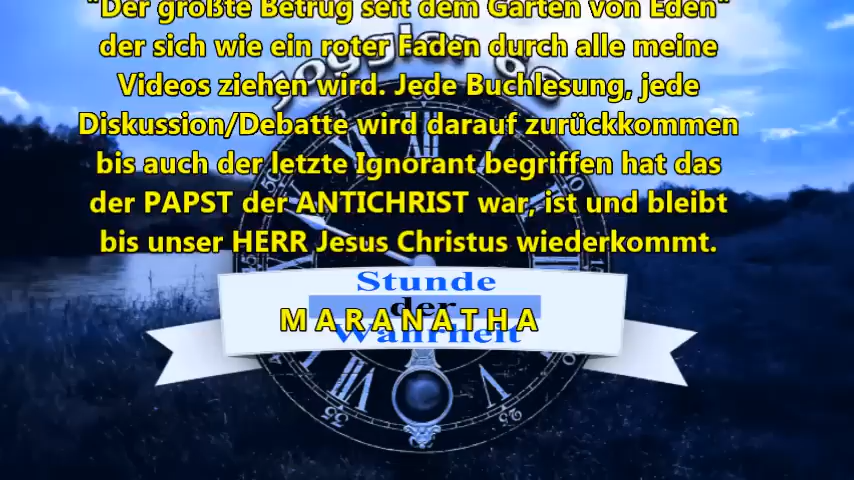 "Der größte Betrug seit dem Garten von Eden"
der sich wie ein roter Faden durch alle meine
Videos ziehen wird. Jede Buchlesung, jede
Diskussion/Debatte wird darauf zurückkommen
bis auch der letzte Ignorant begriffen hat das
der PAPST der ANTICHRIST war, ist und bleibt
bis unser HERR Jesus Christus wiederkommt.
Joggler 66
Stunde
der
MARANATHA
Wahrheit